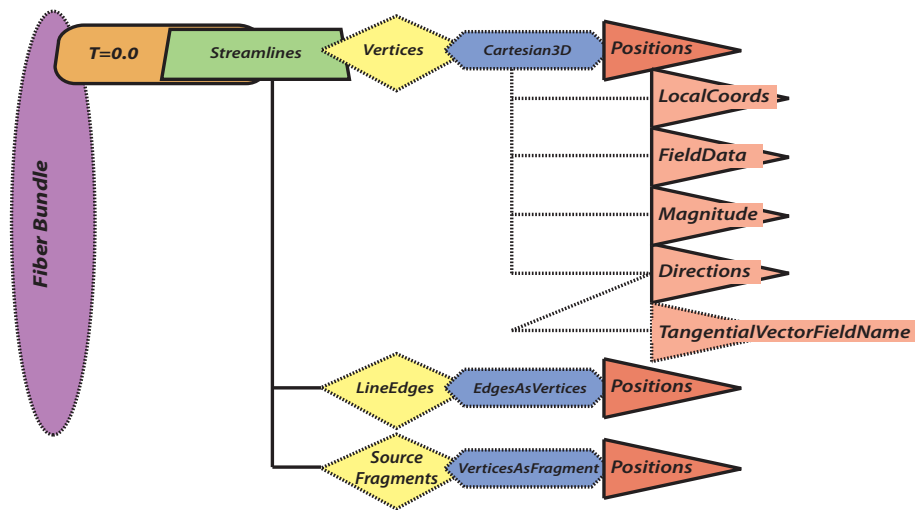 Fiber Bundle
T=0.0
Streamlines
Vertices
Cartesian3D
Positions
LocalCoords
FieldData
Magnitude
Directions
TangentialVectorFieldName
LineEdges
EdgesAsVertices
Positions
Source
Fragments
VerticesAsFragment
Positions